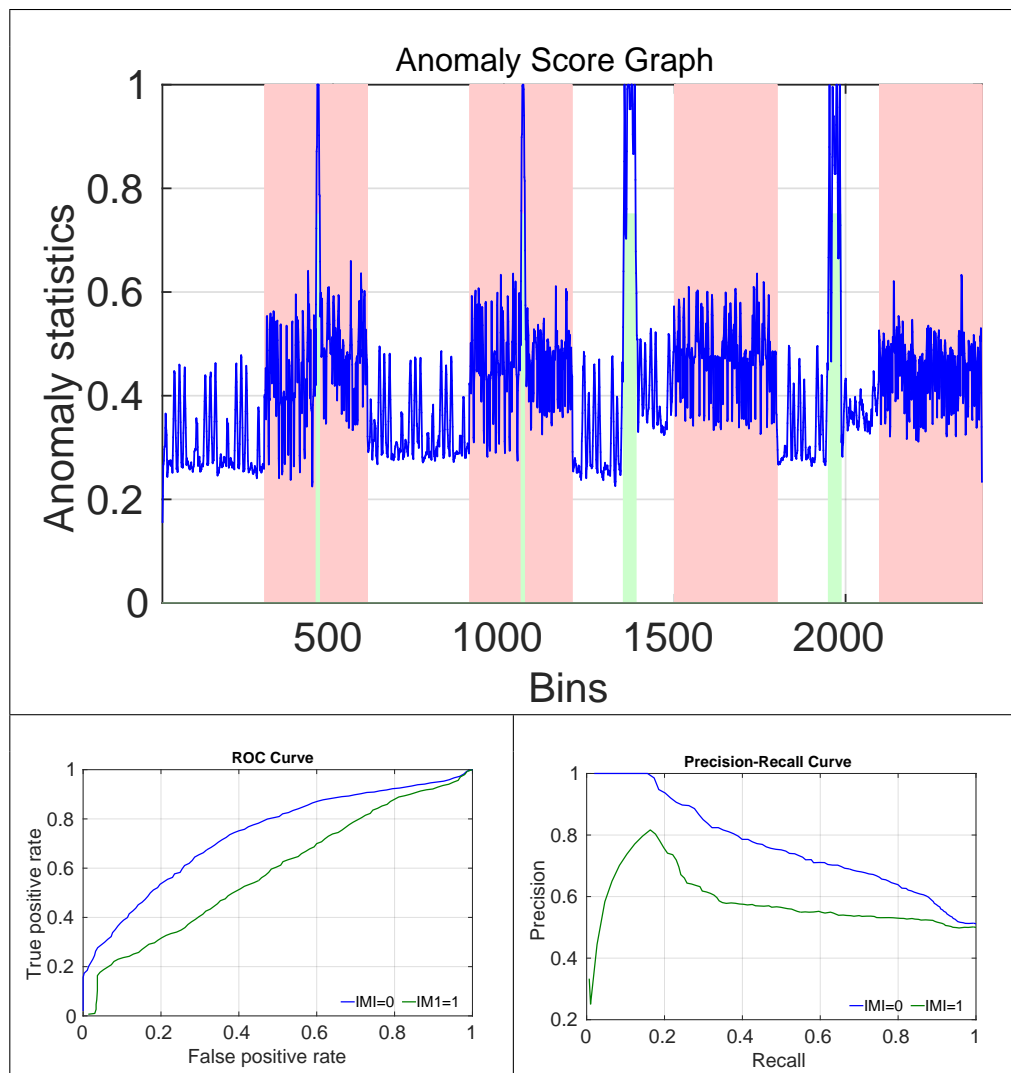 Anomaly Score Graph
Anomaly statistics
1
0.8
0.6
0.4
0.2
0
500 1000 1500 2000
Bins
ROC Curve
True positive rate
1
0.8
0.6
0.4
0.2
0
IMI=0 IM1=1
0 0.2 0.4 0.6 0.8 1
False positive rate
Precision-Recall Curve
Precision
1
0.8
0.6
0.4
0.2
IMI=0 IMI=1
0 0.2 0.4 0.6 0.8 1
Recall